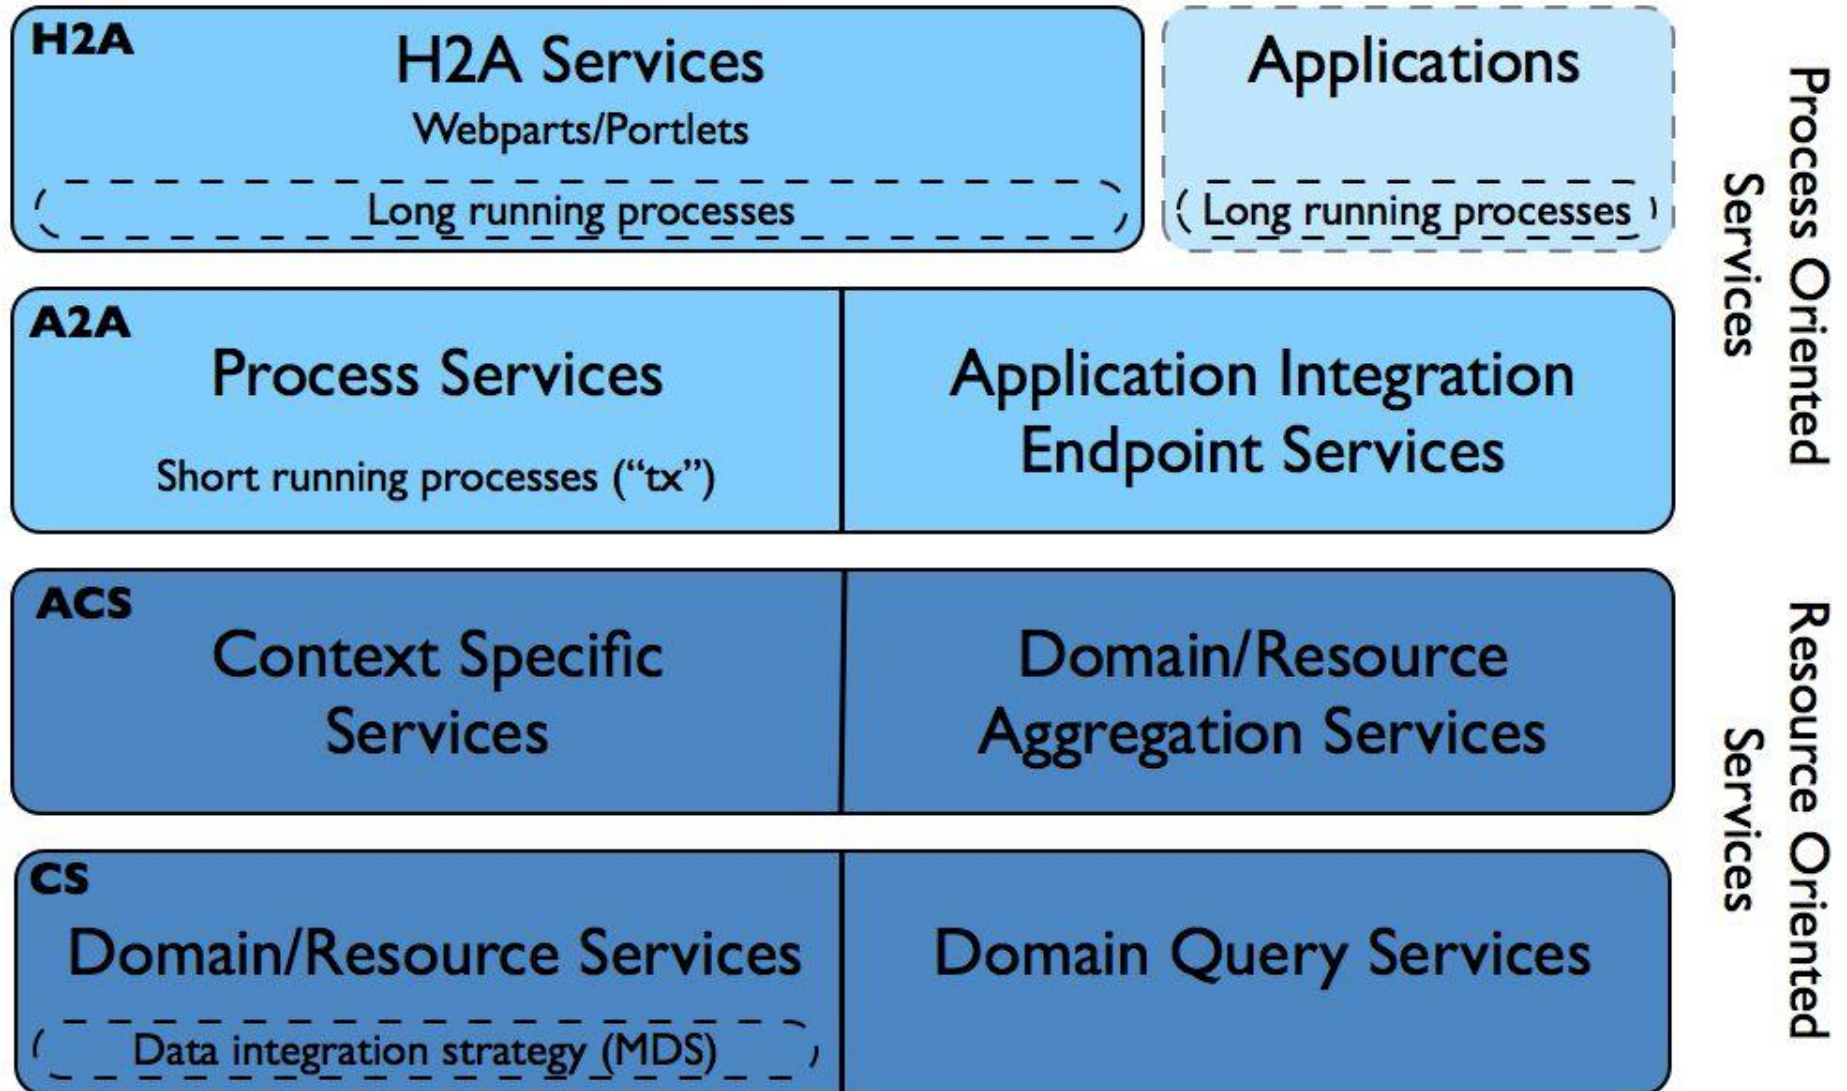 H2A
H2A Services
Webparts/Portlets
Long running processes
Applications
Long running processes
Process Oriented
Services
A2A
Process Services
Short running processes (“tx”)
Application Integration
Endpoint Services
ACS
Context Specific
Services
Domain/Resource
Aggregation Services
Resource Oriented
Services
CS
Domain/Resource Services
Data integration strategy (MDS)
Domain Query Services